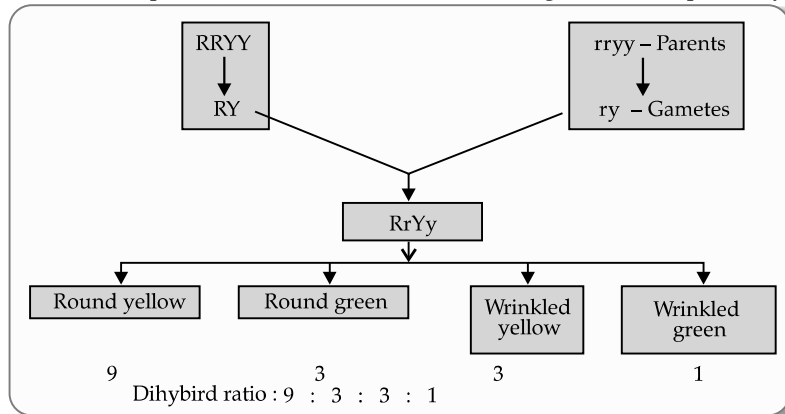 RRYY
rryy – Parents
RY
ry – Gametes
RrYy
Round yellow
Round green
Wrinkled
yellow
Wrinkled
green
9 3 3 1
Dihybird ratio : 9 : 3 : 3 : 1